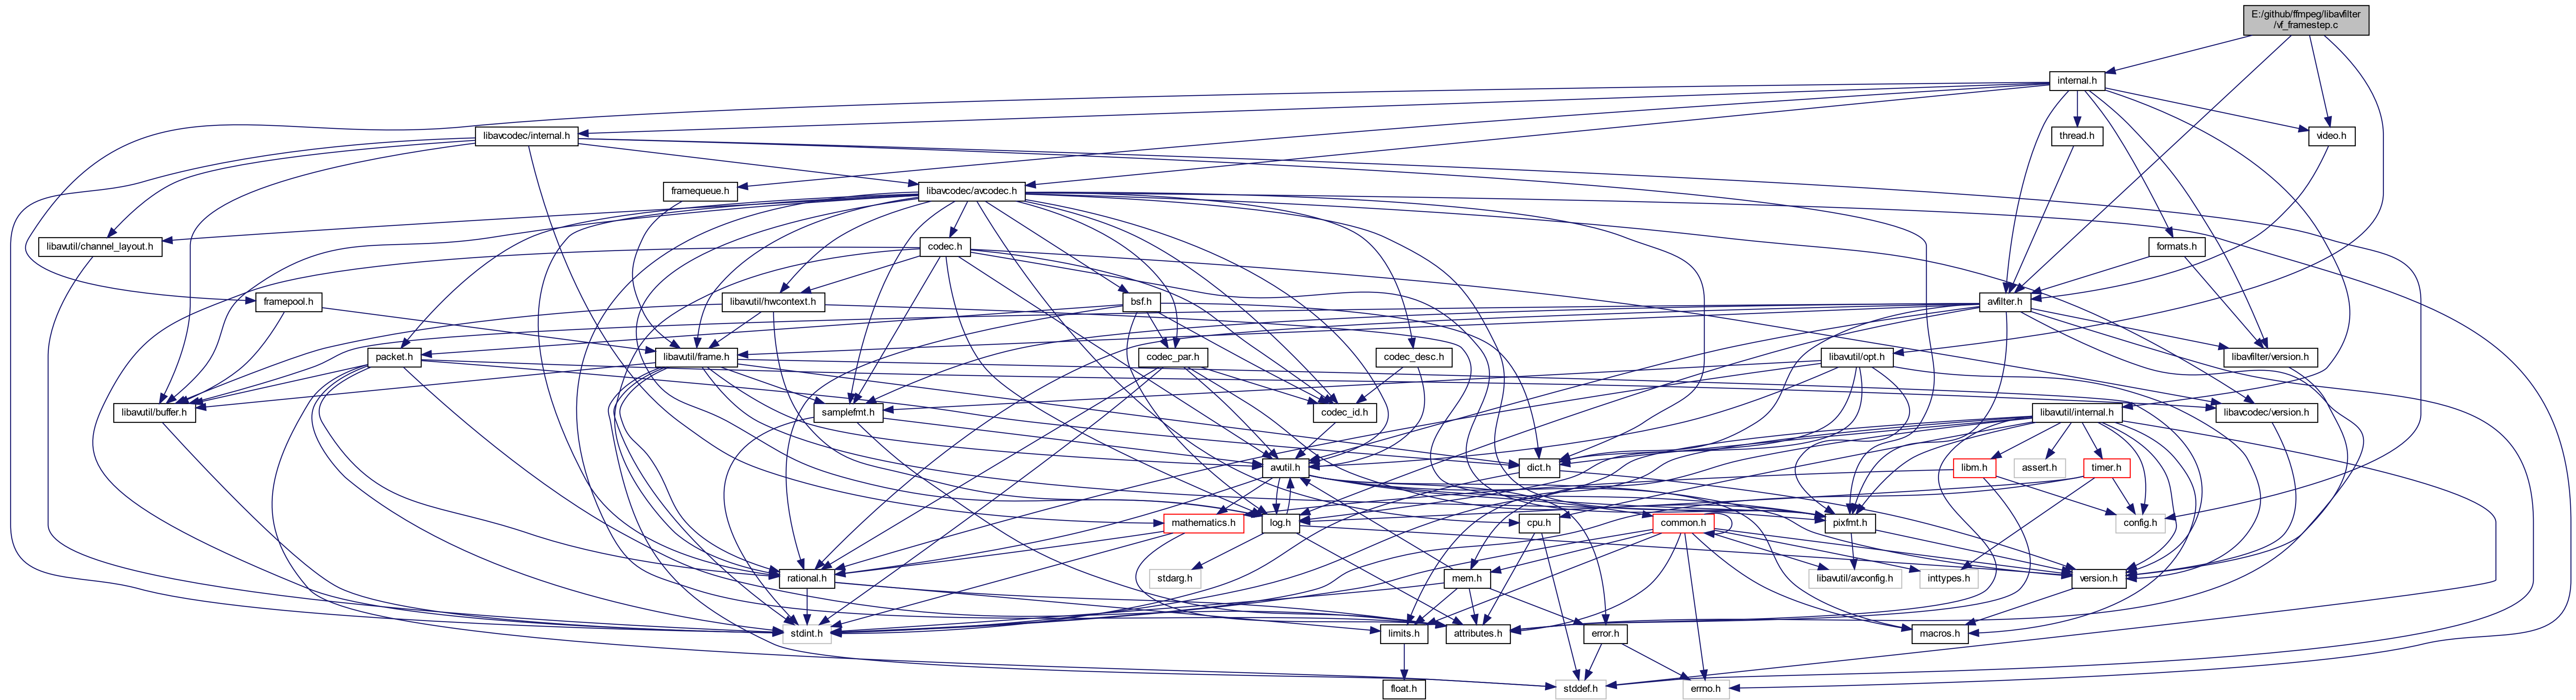 E:/github/ffmpeg/libavfilter
/vf_framestep.c
internal.h
libavcodec/internal.h
thread.h
video.h
framequeue.h
libavcodec/avcodec.h
libavutil/channel_layout.h
codec.h
formats.h
framepool.h
libavutil/hwcontext.h
bsf.h
avfilter.h
packet.h
libavutil/frame.h
codec_par.h
codec_desc.h
libavutil/opt.h
libavfilter/version.h
libavutil/buffer.h
samplefmt.h
codec_id.h
libavutil/internal.h
libavcodec/version.h
avutil.h
dict.h
libm.h
assert.h
timer.h
mathematics.h
log.h
cpu.h
common.h
pixfmt.h
config.h
rational.h
stdarg.h
mem.h
libavutil/avconfig.h
inttypes.h
version.h
stdint.h
limits.h
attributes.h
error.h
macros.h
float.h
stddef.h
errno.h